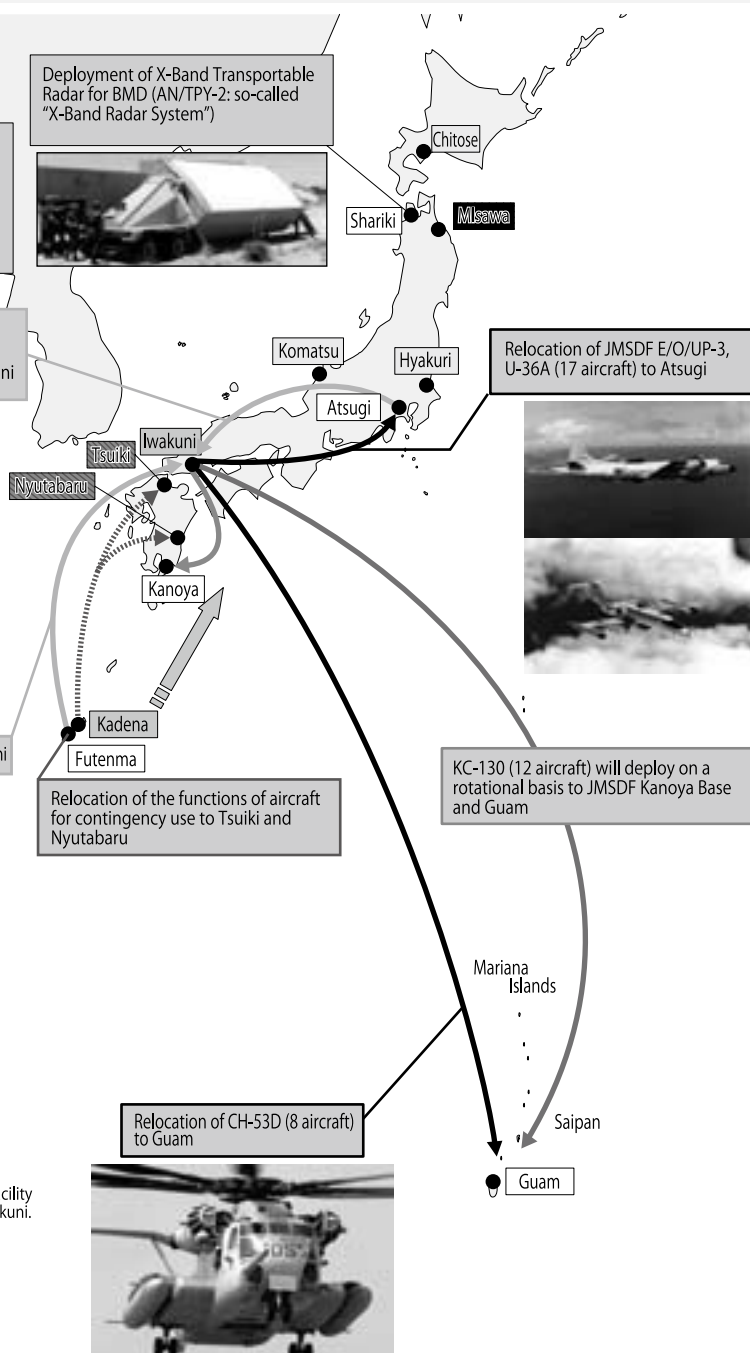 Deployment of X-Band Transportable
Radar for BMD (AN/TPY-2: so-called
“X-Band Radar System”)
Chitose
Shariki
Misawa
Komatsu
Hyakuri
ni
Relocation of JMSDF E/O/UP-3,
U-36A (17 aircraft) to Atsugi
Atsugi
Iwakuni
Tsuiki
Nyutabaru
Kanoya
Kadena
Futenma
ni
KC-130 (12 aircraft) will deploy on a
rotational basis to JMSDF Kanoya Base
and Guam
Relocation of the functions of aircraft
for contingency use to Tsuiki and
Nyutabaru
Mariana
Islands
Relocation of CH-53D (8 aircraft)
to Guam
Saipan
Guam
cility
kuni.